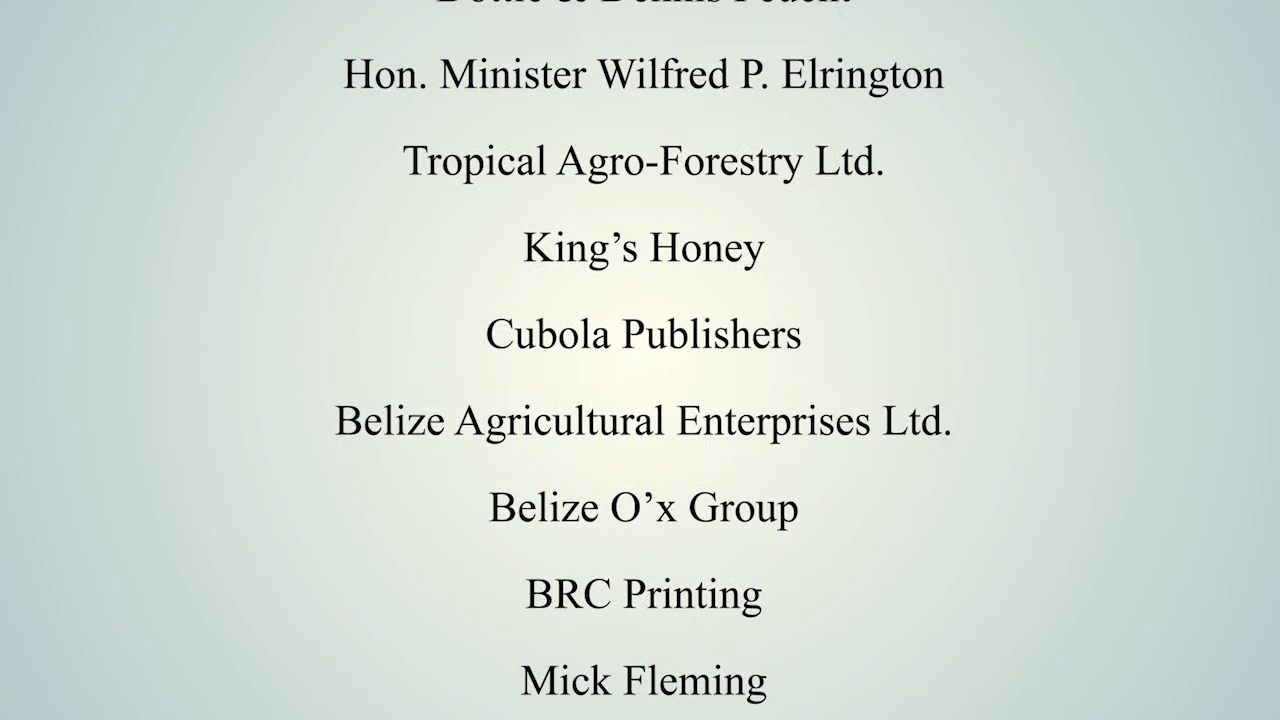 Hon. Minister Wilfred P. Elrington
Tropical Agro-Forestry Ltd.
King’s Honey
Cubola Publishers
Belize Agricultural Enterprises Ltd.
Belize O’x Group
BRC Printing
Mick Fleming